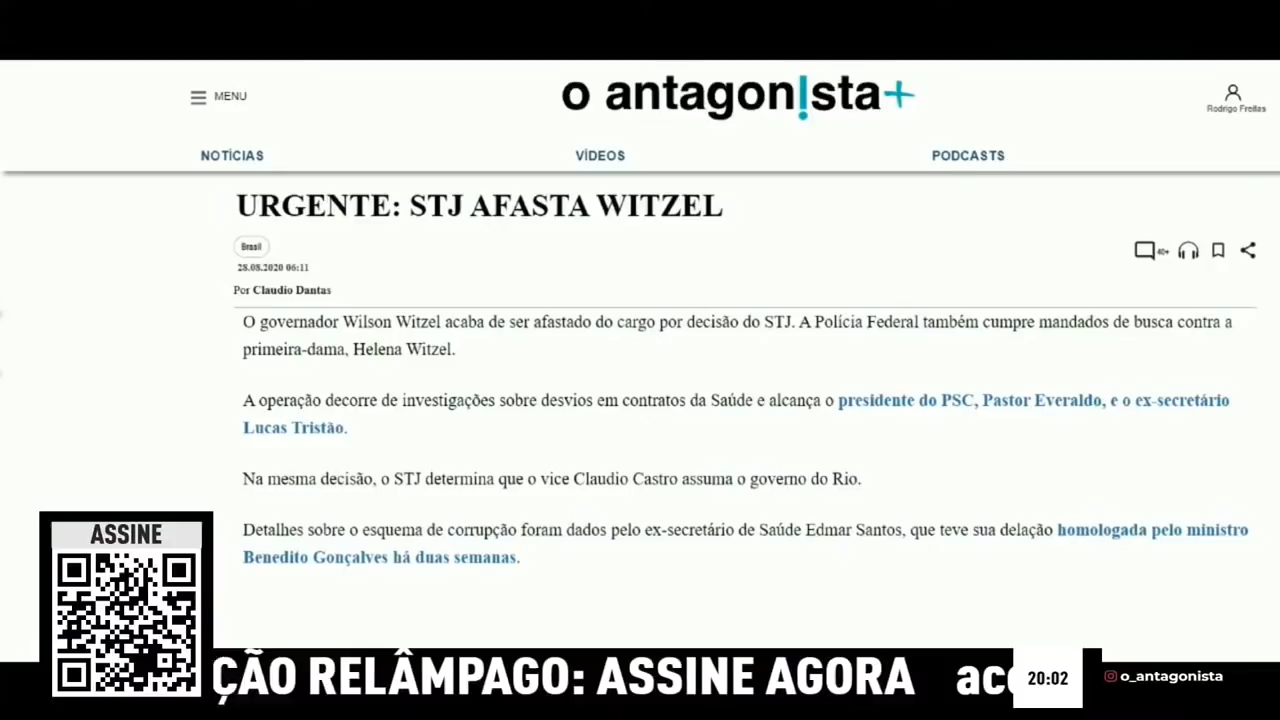 MENU
o antagon!sta+
Rodrigo Freitas
NOTÍCIAS
VÍDEOS
PODCASTS
URGENTE: STJ AFASTA WITZEL
Brasil
40+
28.08.2020 06:11
Por Claudio Dantas
O governador Wilson Witzel acaba de ser afastado do cargo por decisão do STJ. A Polícia Federal também cumpre mandados de busca contra a
primeira-dama, Helena Witzel.
A operação decorre de investigações sobre desvios em contratos da Saúde e alcança o presidente do PSC, Pastor Everaldo, e o ex-secretário
Lucas Tristão.
Na mesma decisão, o STJ determina que o vice Claudio Castro assuma o governo do Rio.
Detalhes sobre o esquema de corrupção foram dados pelo ex-secretário de Saúde Edmar Santos, que teve sua delação homologada pelo ministro
Benedito Gonçalves há duas semanas.
ASSINE
ÇÃO RELÂMPAGO: ASSINE AGORA
20:02
o_antagonista